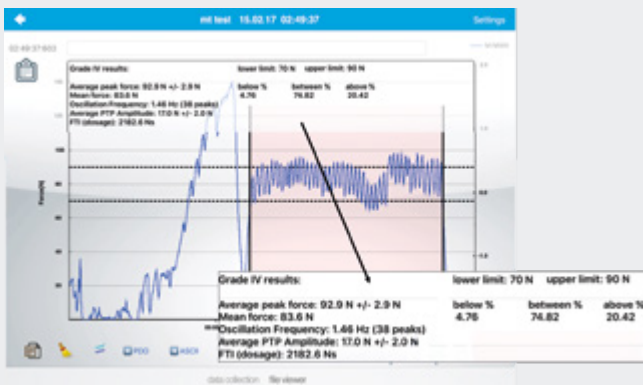 mt test 15.02.17 02:49:37
Settings
02:49:37:603
Grade IV results: lower limit: 70 N upper limit: 90 N
Average peak force: 92.9 N +/- 2.9 N below % between % above %
Mean force: 83.6 N 4.76 74.82 20.42
Oscillation Frequency: 1.46 Hz (38 peaks)
Average PTP Amplitude: 17.0 N +/- 2.0 N
FTI (dosage): 2182.6 Ns
Force(N)
Grade IV results: lower limit: 70 N upper limit: 90 N
Average peak force: 92.9 N +/- 2.9 N below % between % above %
Mean force: 83.6 N 4.76 74.82 20.42
Oscillation Frequency: 1.46 Hz (38 peaks)
Average PTP Amplitude: 17.0 N +/- 2.0 N
FTI (dosage): 2182.6 Ns
PDD ASCII
data collection file viewer